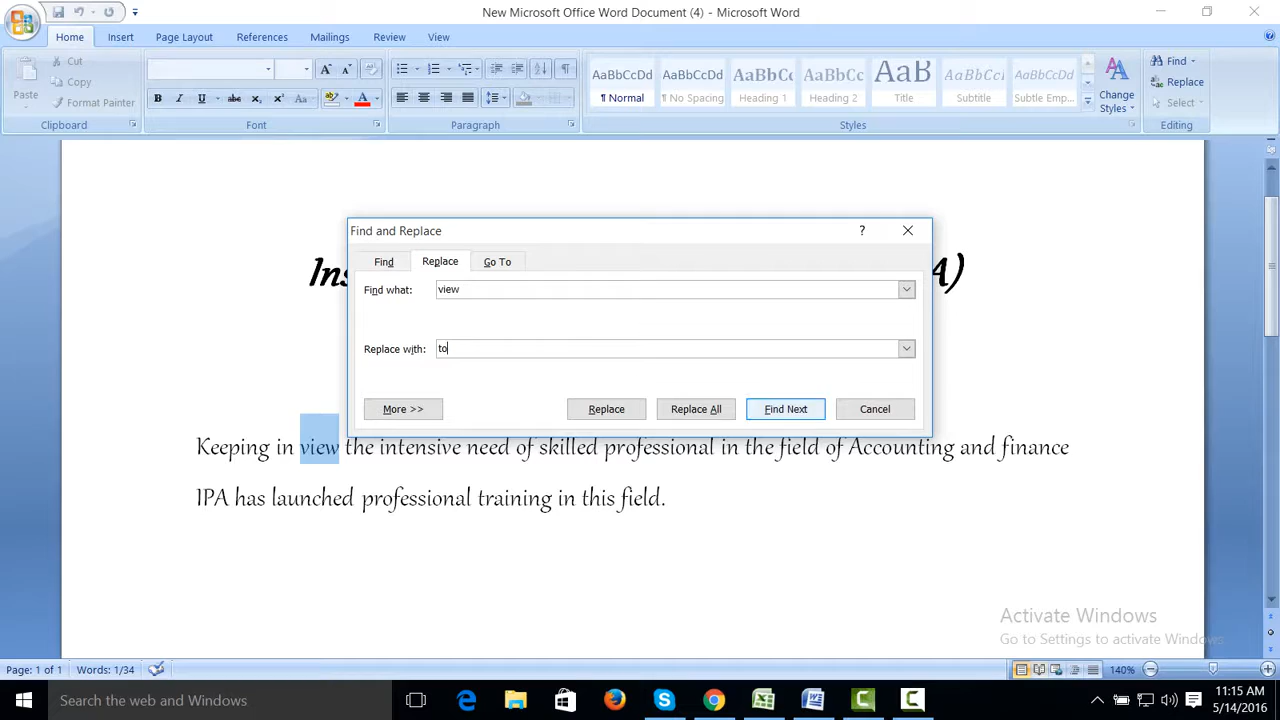 New Microsoft Office Word Document (4) - Microsoft Word
Home Insert Page Layout References Mailings Review View
Paste Cut Copy Format Painter
Clipboard
Font
Paragraph
AaBbCcDd AaBbCcDd AaBbCc AaBbCc AaB AaBbCcI AaBbCcDd
¶ Normal ¶ No Spacing Heading 1 Heading 2 Title Subtitle Subtle Emp...
Change Styles
Styles
Find
Replace
Select
Editing
Find and Replace
Find Replace Go To
Find what: view
Replace with: to
More >> Replace Replace All Find Next Cancel
Keeping in view the intensive need of skilled professional in the field of Accounting and finance
IPA has launched professional training in this field.
Activate Windows
Go to Settings to activate Windows.
Page: 1 of 1 Words: 1/34 140%
Search the web and Windows
11:15 AM
5/14/2016